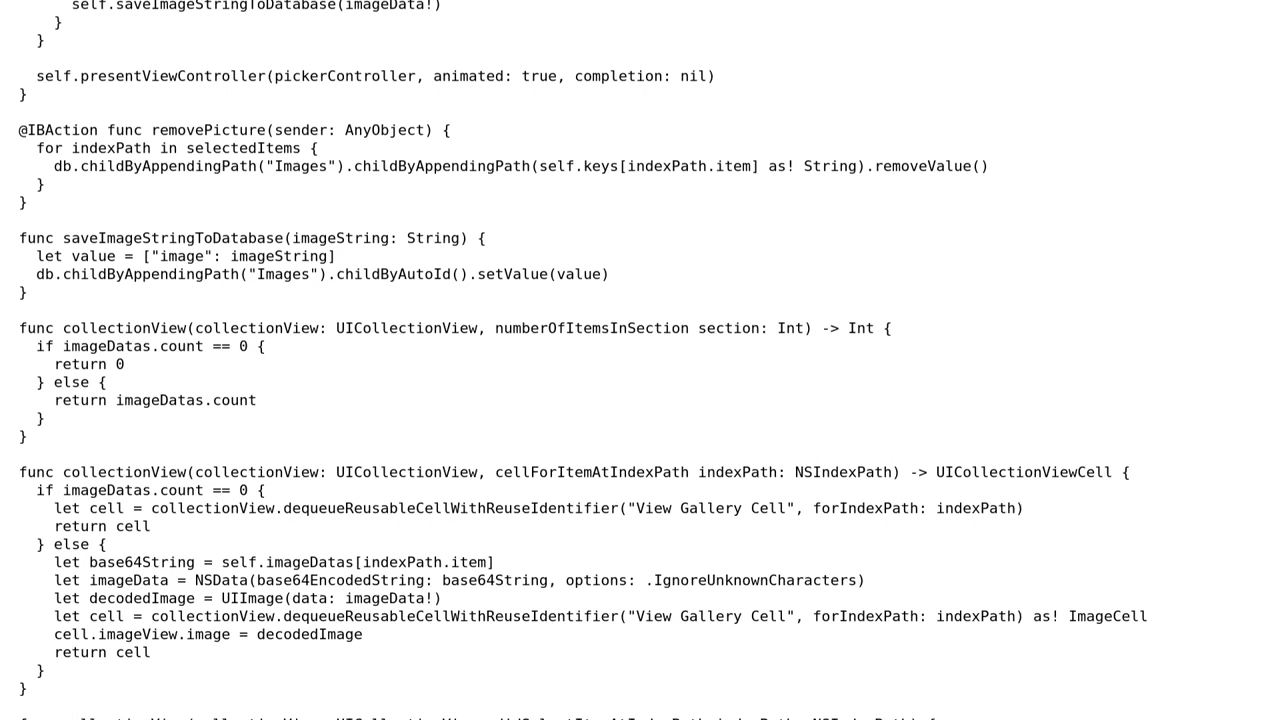 self.saveImageStringToDatabase(imageData!)
}
}
self.presentViewController(pickerController, animated: true, completion: nil)
}
@IBAction func removePicture(sender: AnyObject) {
for indexPath in selectedItems {
db.childByAppendingPath("Images").childByAppendingPath(self.keys[indexPath.item] as! String).removeValue()
}
}
func saveImageStringToDatabase(imageString: String) {
let value = ["image": imageString]
db.childByAppendingPath("Images").childByAutoId().setValue(value)
}
func collectionView(collectionView: UICollectionView, numberOfItemsInSection section: Int) -> Int {
if imageDatas.count == 0 {
return 0
} else {
return imageDatas.count
}
}
func collectionView(collectionView: UICollectionView, cellForItemAtIndexPath indexPath: NSIndexPath) -> UICollectionViewCell {
if imageDatas.count == 0 {
let cell = collectionView.dequeueReusableCellWithReuseIdentifier("View Gallery Cell", forIndexPath: indexPath)
return cell
} else {
let base64String = self.imageDatas[indexPath.item]
let imageData = NSData(base64EncodedString: base64String, options: .IgnoreUnknownCharacters)
let decodedImage = UIImage(data: imageData!)
let cell = collectionView.dequeueReusableCellWithReuseIdentifier("View Gallery Cell", forIndexPath: indexPath) as! ImageCell
cell.imageView.image = decodedImage
return cell
}
}